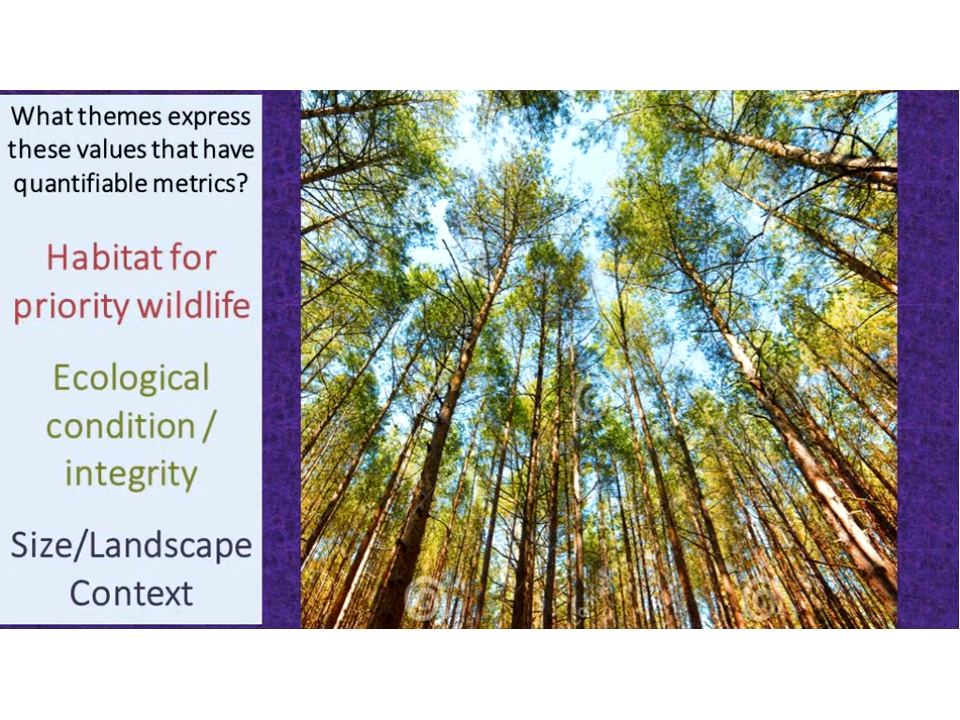 What themes express
these values that have
quantifiable metrics?
Habitat for
priority wildlife
Ecological
condition /
integrity
Size/Landscape
Context